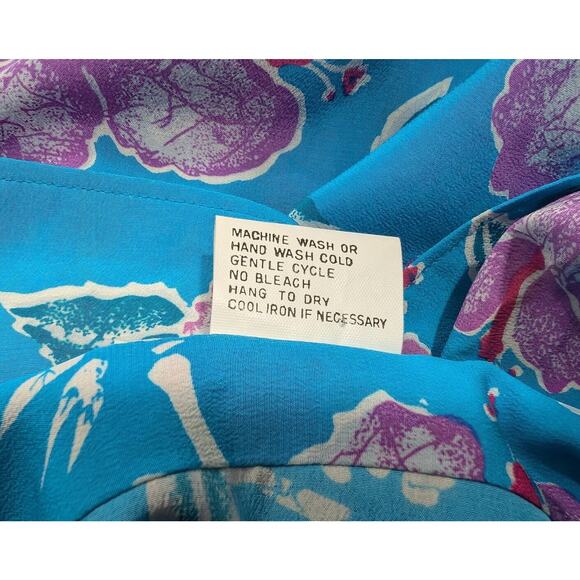 MACHINE WASH OR
HAND WASH COLD
GENTLE CYCLE
NO BLEACH
HANG TO DRY
COOL IRON IF NECESSARY